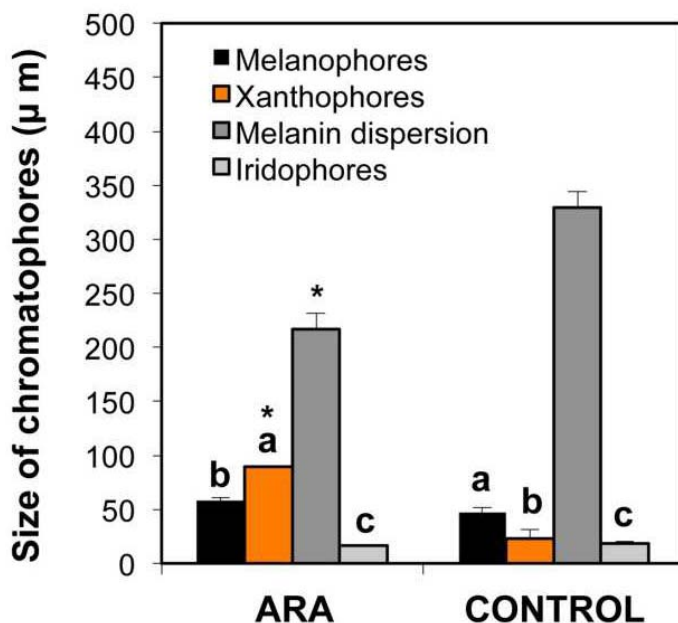 Size of chromatophores (µ m)
500
450
400
350
300
250
200
150
100
50
0
Melanophores
Xanthophores
Melanin dispersion
Iridophores
b
*
a
*
c
a
b
c
ARA
CONTROL